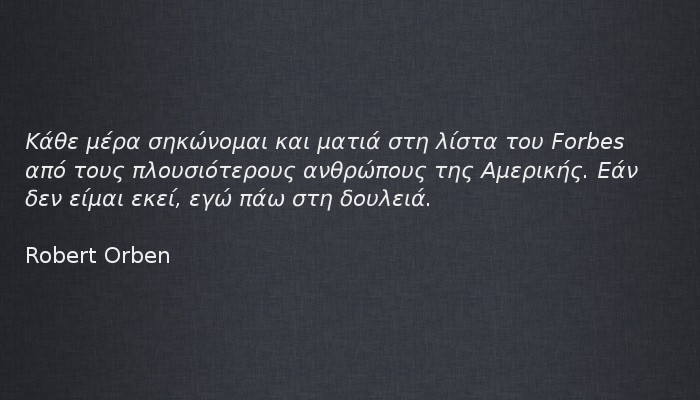 Κάθε μέρα σηκώνομαι και ματιά στη λίστα του Forbes
από τους πλουσιότερους ανθρώπους της Αμερικής. Εάν
δεν είμαι εκεί, εγώ πάω στη δουλειά.
Robert Orben